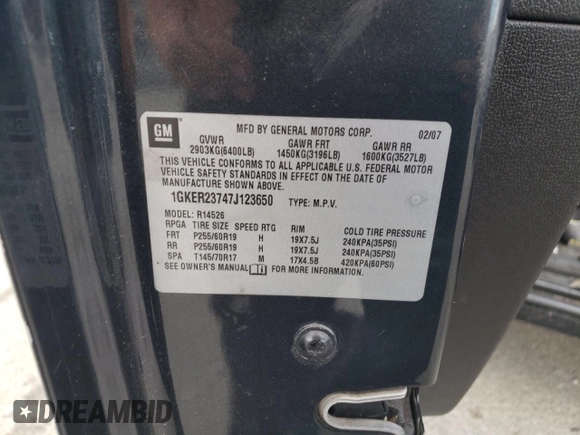 GM
MFD BY GENERAL MOTORS CORP. 02/07
GVWR GAWR FRT GAWR RR
2903KG(6400LB) 1450KG(3196LB) 1600KG(3527LB)
THIS VEHICLE CONFORMS TO ALL APPLICABLE U.S. FEDERAL MOTOR
VEHICLE SAFETY STANDARDS IN EFFECT ON THE DATE OF
MANUFACTURE SHOWN ABOVE.
1GKER23747J123650 TYPE: M.P.V.
MODEL: R14526
RPGA TIRE SIZE SPEED RTG RIM COLD TIRE PRESSURE
FRT P255/60R19 H 19X7.5J 240KPA(35PSI)
RR P255/60R19 H 19X7.5J 240KPA(35PSI)
SPA T145/70R17 M 17X4.5B 420KPA(60PSI)
SEE OWNER'S MANUAL FOR MORE INFORMATION.
DREAMBID